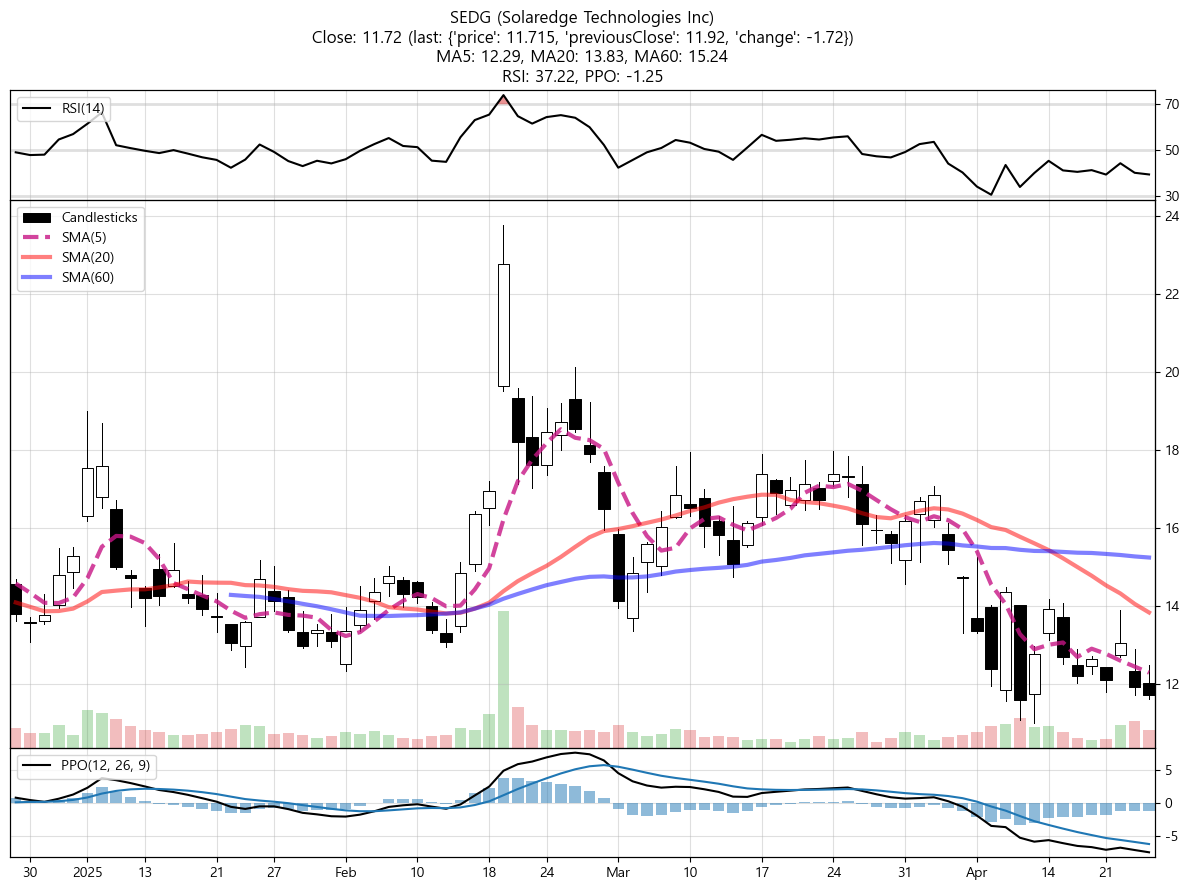 SEDG (Solaredge Technologies Inc)
Close: 11.72 (last: {'price': 11.715, 'previousClose': 11.92, 'change': -1.72})
MA5: 12.29, MA20: 13.83, MA60: 15.24
RSI: 37.22, PPO: -1.25
RSI(14)
70
50
30
Candlesticks
SMA(5)
SMA(20)
SMA(60)
24
22
20
18
16
14
12
PPO(12, 26, 9)
5
0
-5
30 2025 13 21 27 Feb 10 18 24 Mar 10 17 24 31 Apr 14 21